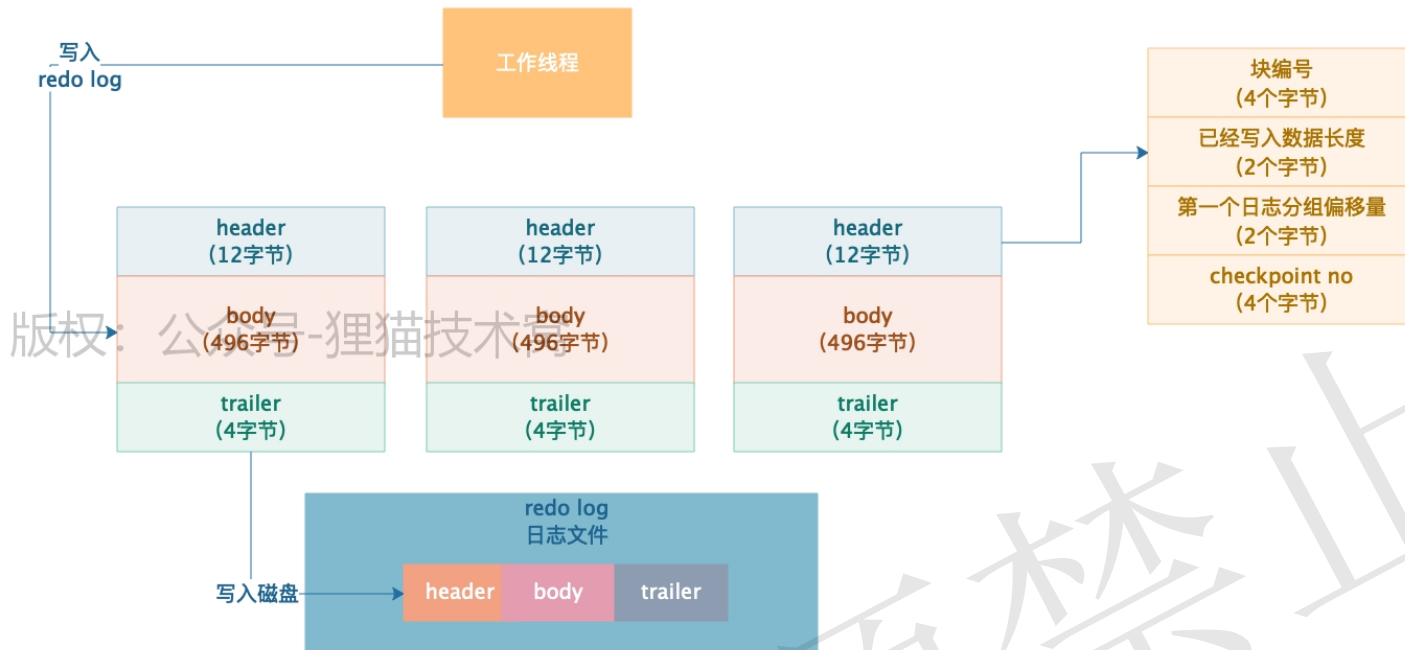 工作线程
写入
redo log
块编号
(4个字节)
已经写入数据长度
(2个字节)
第一个日志分组偏移量
(2个字节)
checkpoint no
(4个字节)
header
(12字节)
header
(12字节)
header
(12字节)
body
(496字节)
body
(496字节)
body
(496字节)
版权：公众号-狸猫技术窝
trailer
(4字节)
trailer
(4字节)
trailer
(4字节)
redo log
日志文件
写入磁盘
header
body
trailer
禁止